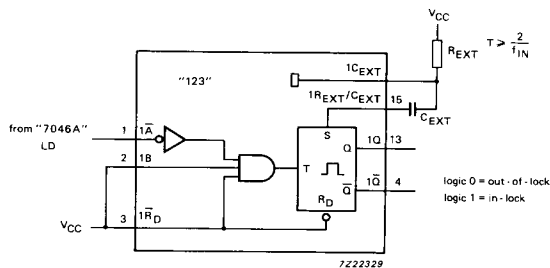 VCC
REXT
T ⩾ 2/fIN
"123"
1CEXT
1REXT/CEXT
15
CEXT
from "7046A"
LD
1
1A̅
S
2
1B
T
Q
1Q
13
Q̅
1Q̅
4
RD
VCC
3
1R̅D
logic 0 = out-of-lock
logic 1 = in-lock
7Z22329